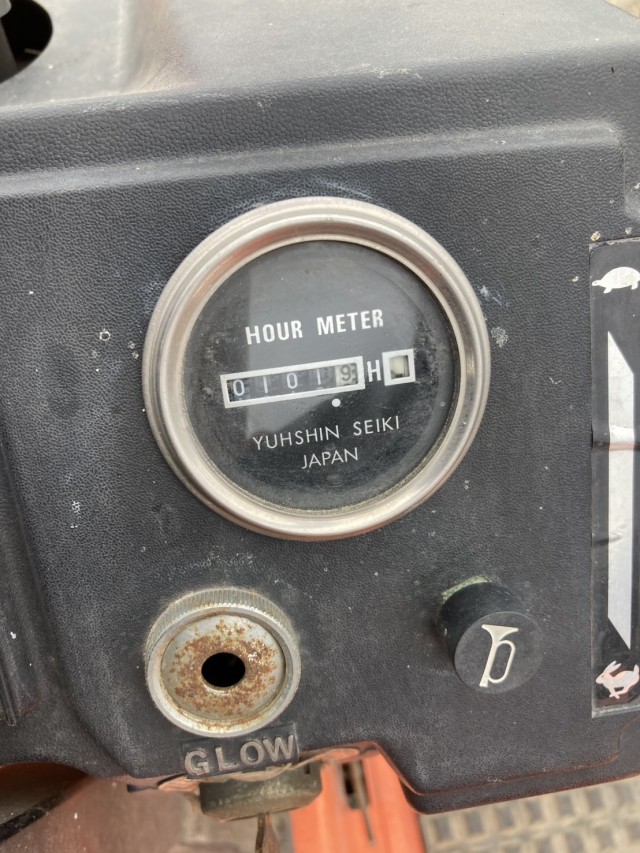 HOUR METER
01019 H
YUHSHIN SEIKI
JAPAN
GLOW